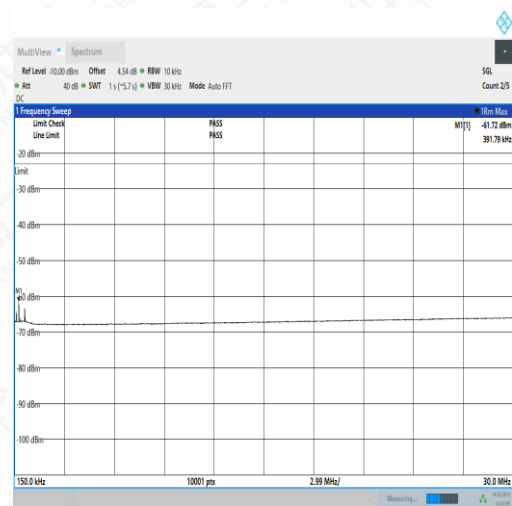 MultiView Spectrum
Ref Level -10.00 dBm Offset 4.54 dB RBW 10 kHz SGL
Att 40 dB SWT 1 s (~5.7 s) VBW 30 kHz Mode Auto FFT Count 2/5
DC
1 Frequency Sweep 1Rm Max
Limit Check PASS M1[1] -61.72 dBm
Line Limit PASS 391.79 kHz
-20 dBm
Limit
-30 dBm
-40 dBm
-50 dBm
M1
-60 dBm
-70 dBm
-80 dBm
-90 dBm
-100 dBm
150.0 kHz 10001 pts 2.99 MHz/ 30.0 MHz
Measuring...